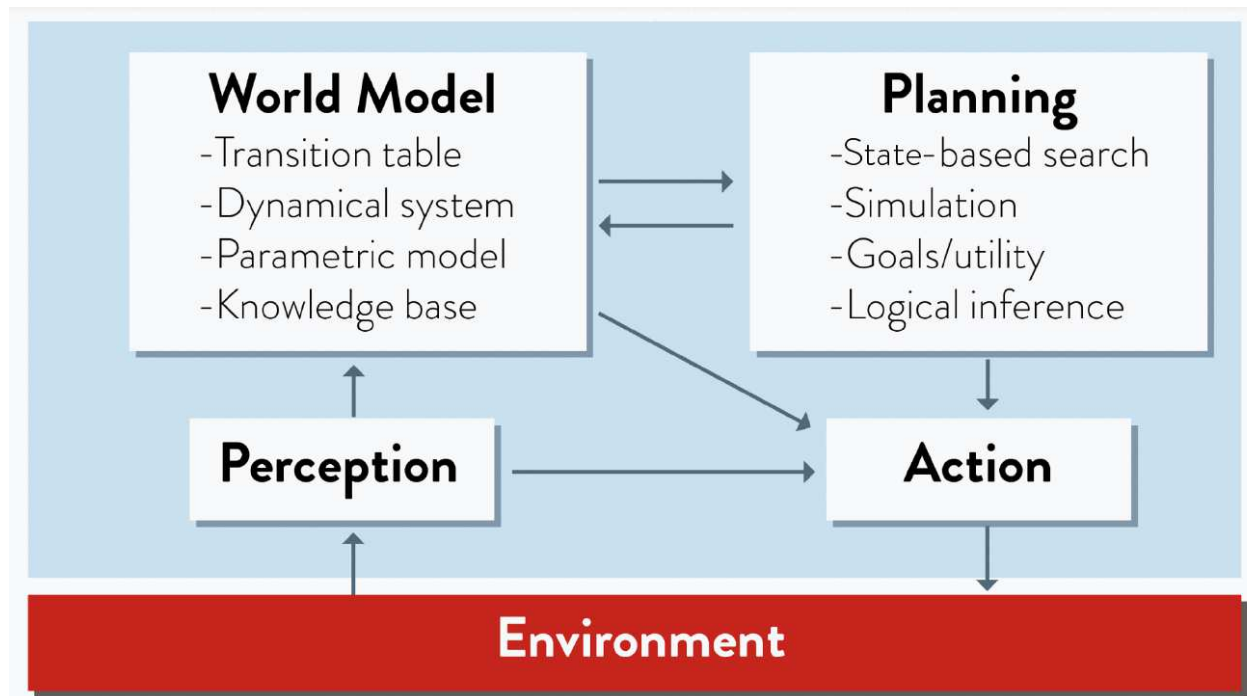 World Model
-Transition table
-Dynamical system
-Parametric model
-Knowledge base
Planning
-State-based search
-Simulation
-Goals/utility
-Logical inference
Perception
Action
Environment